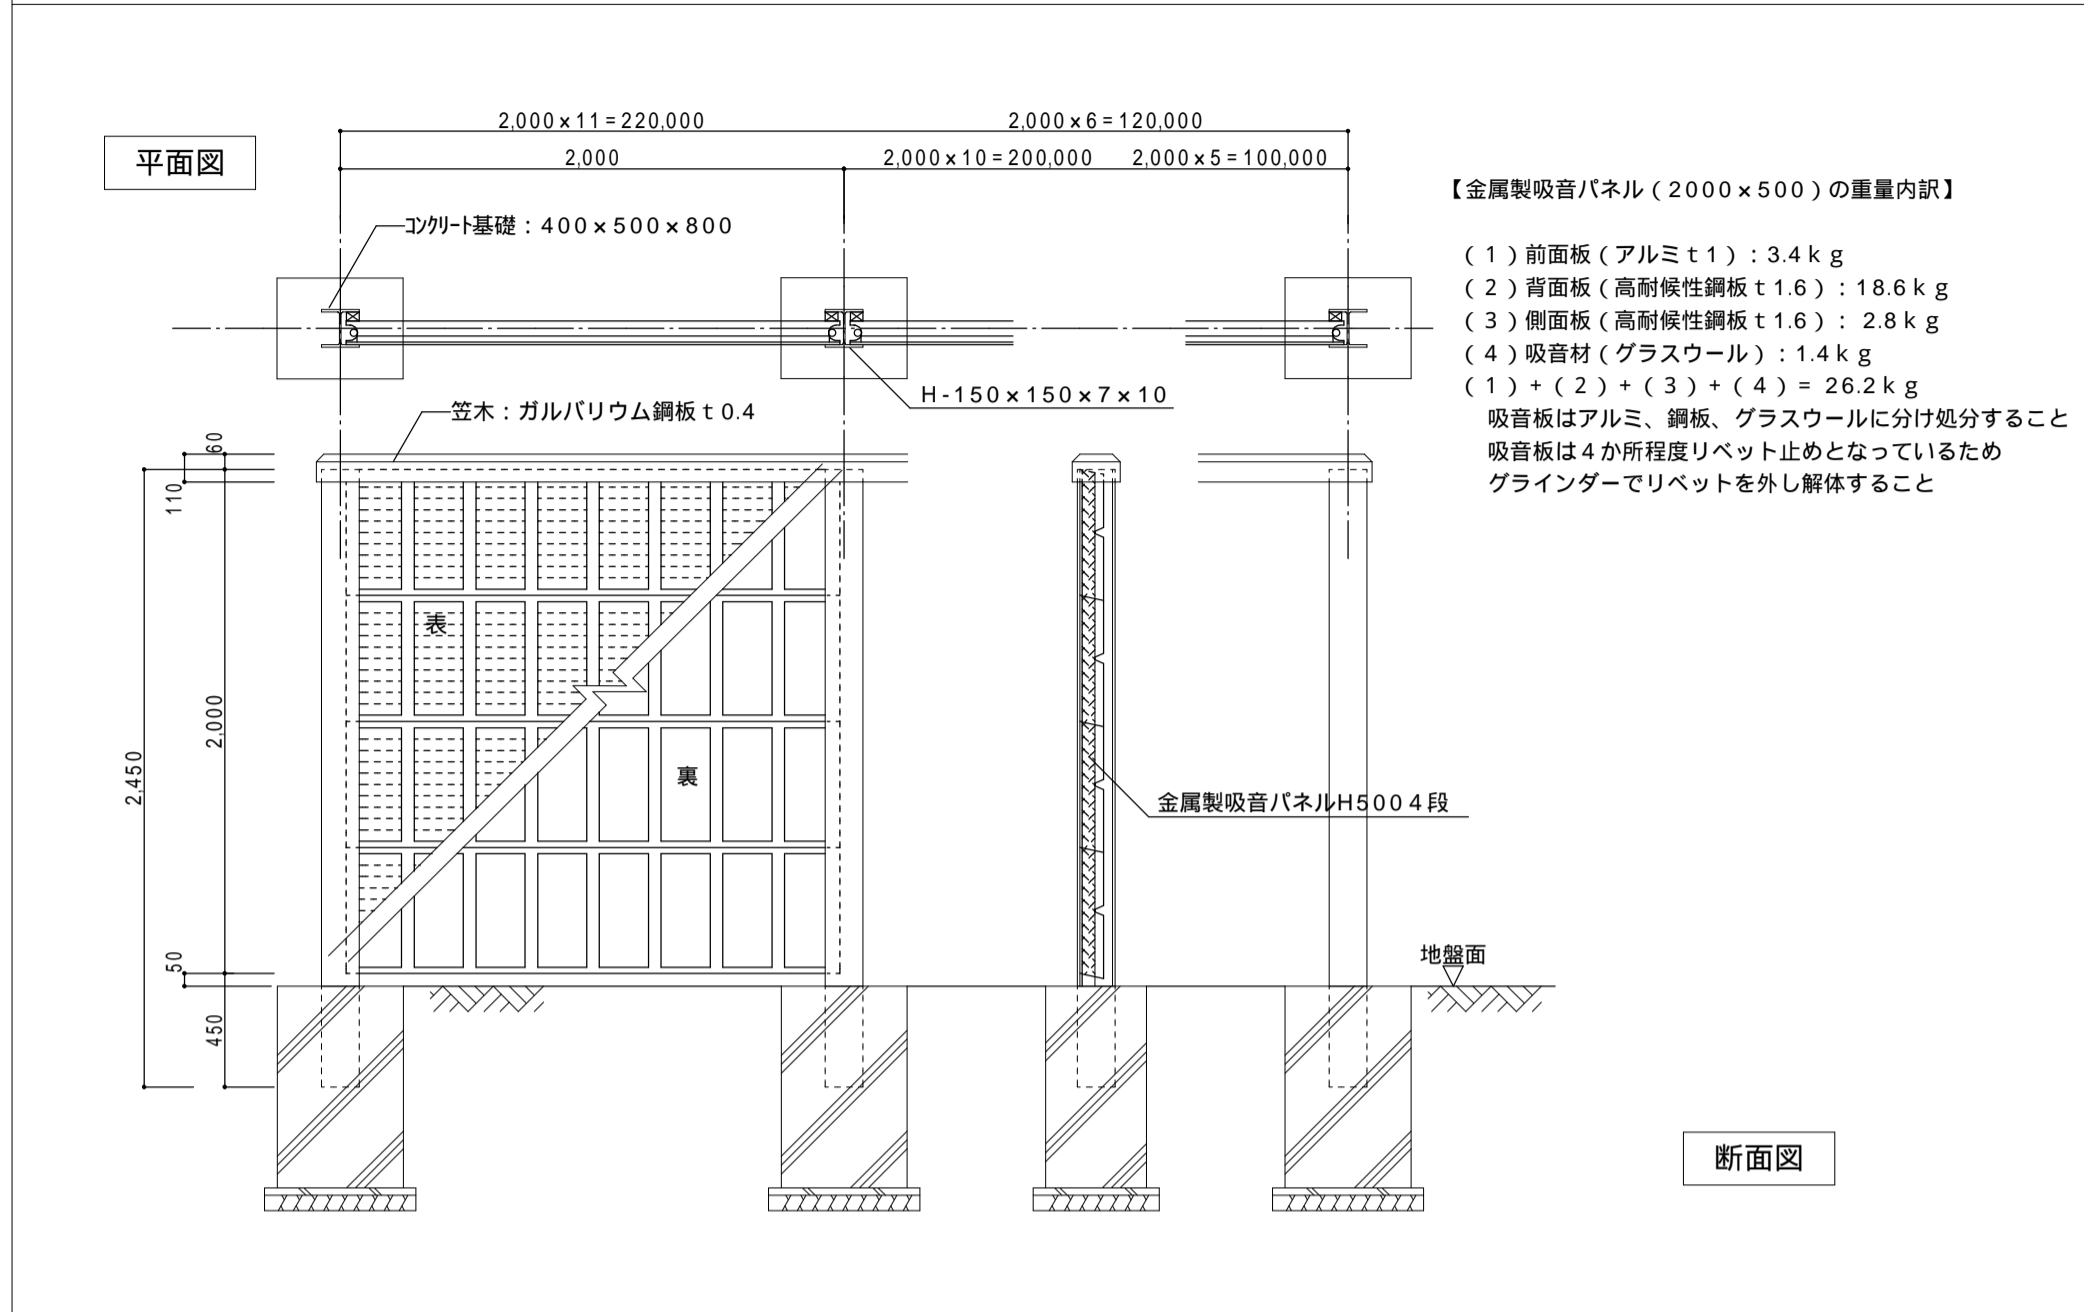 2,000×11=220,000
2,000×6=120,000
平面図
2,000
2,000×10=200,000
2,000×5=100,000
コンクリート基礎：400×500×800
H-150×150×7×10
笠木：ガルバリウム鋼板ｔ0.4
【金属製吸音パネル（2000×500）の重量内訳】
（1）前面板（アルミｔ1）：3.4ｋｇ
（2）背面板（高耐候性鋼板ｔ1.6）：18.6ｋｇ
（3）側面板（高耐候性鋼板ｔ1.6）： 2.8ｋｇ
（4）吸音材（グラスウール）：1.4ｋｇ
（1）+（2）+（3）+（4）= 26.2ｋｇ
吸音板はアルミ、鋼板、グラスウールに分け処分すること
吸音板は４か所程度リベット止めとなっているため
グラインダーでリベットを外し解体すること
60
110
表
2,000
2,450
裏
金属製吸音パネルH500４段
50
地盤面
450
断面図